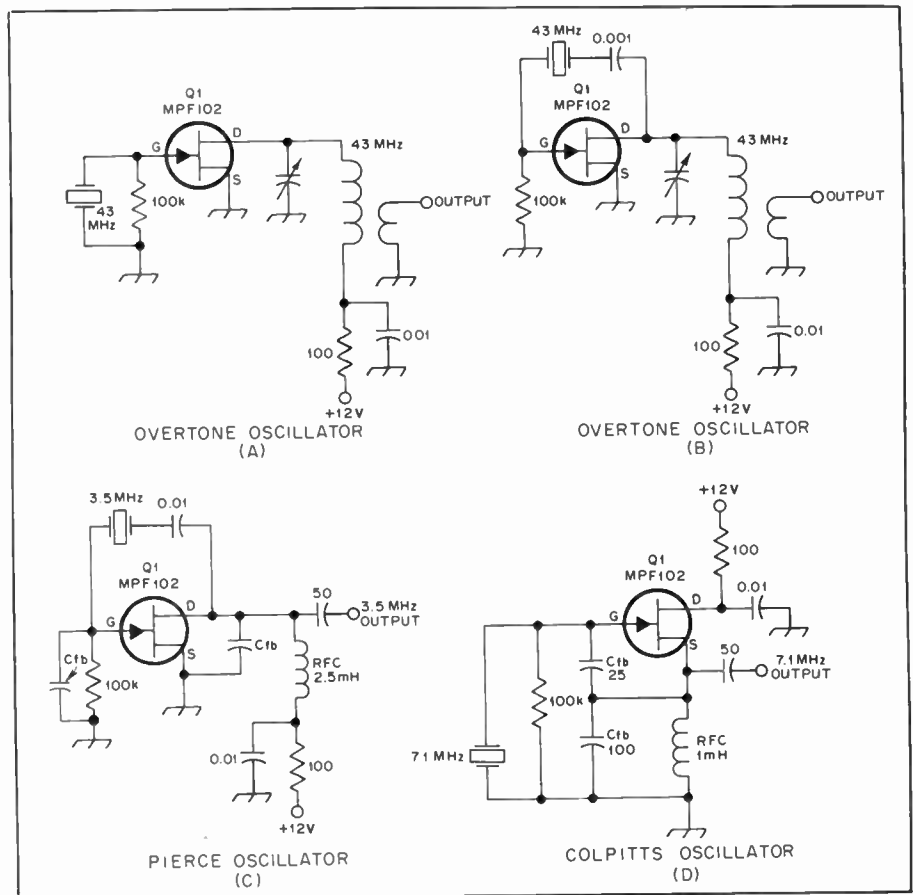 43 MHz
0.001
Q1
MPF102
D
G
S
43 MHz
100k
43
MHz
OUTPUT
001
100
+12V
OVERTONE OSCILLATOR
(A)
Q1
MPF102
D
G
S
43 MHz
100k
OUTPUT
0.01
100
+12V
OVERTONE OSCILLATOR
(B)
3.5 MHz
0.01
Q1
MPF102
D
G
S
50
3.5 MHz
OUTPUT
Cfb
Cfb
100k
RFC
2.5mH
0.01
100
+12V
PIERCE OSCILLATOR
(C)
+12V
100
Q1
MPF102
0.01
D
G
S
50
7.1 MHz
OUTPUT
Cfb
25
100k
Cfb
100
RFC
1mH
71 MHz
COLPITTS OSCILLATOR
(D)